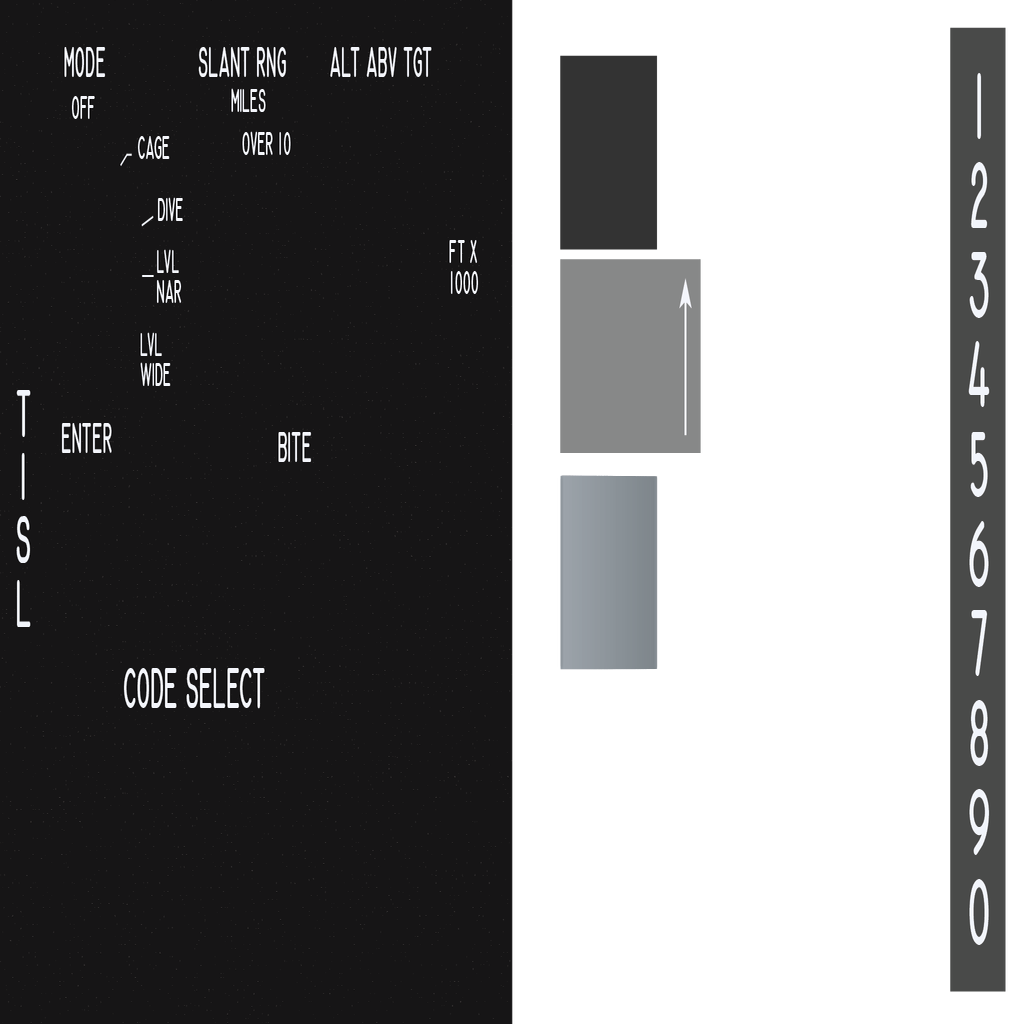 MODE
SLANT RNG
ALT ABV TGT
OFF
MILES
CAGE
OVER 10
DIVE
LVL
NAR
FT X
1000
LVL
WIDE
ENTER
BITE
T
I
S
L
CODE SELECT
1
2
3
4
5
6
7
8
9
0